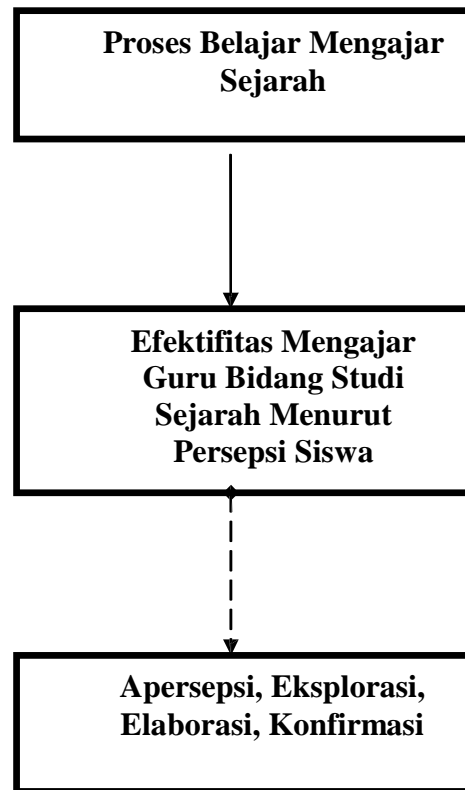 Proses Belajar Mengajar
Sejarah
Efektifitas Mengajar
Guru Bidang Studi
Sejarah Menurut
Persepsi Siswa
Apersepsi, Eksplorasi,
Elaborasi, Konfirmasi